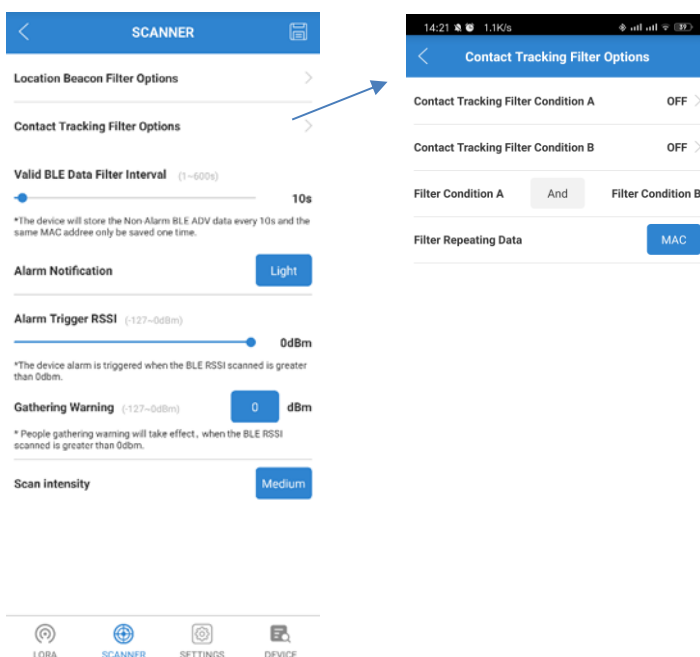 SCANNER
Location Beacon Filter Options
Contact Tracking Filter Options
Valid BLE Data Filter Interval (1~600s)
10s
*The device will store the Non-Alarm BLE ADV data every 10s and the
same MAC addree only be saved one time.
Alarm Notification Light
Alarm Trigger RSSI (-127~0dBm)
0dBm
*The device alarm is triggered when the BLE RSSI scanned is greater
than 0dbm.
Gathering Warning (-127~0dBm) 0 dBm
* People gathering warning will take effect, when the BLE RSSI
scanned is greater than 0dbm.
Scan intensity Medium
LORA SCANNER SETTINGS DEVICE
14:21 1.1K/s 39
Contact Tracking Filter Options
Contact Tracking Filter Condition A OFF
Contact Tracking Filter Condition B OFF
Filter Condition A And Filter Condition B
Filter Repeating Data MAC